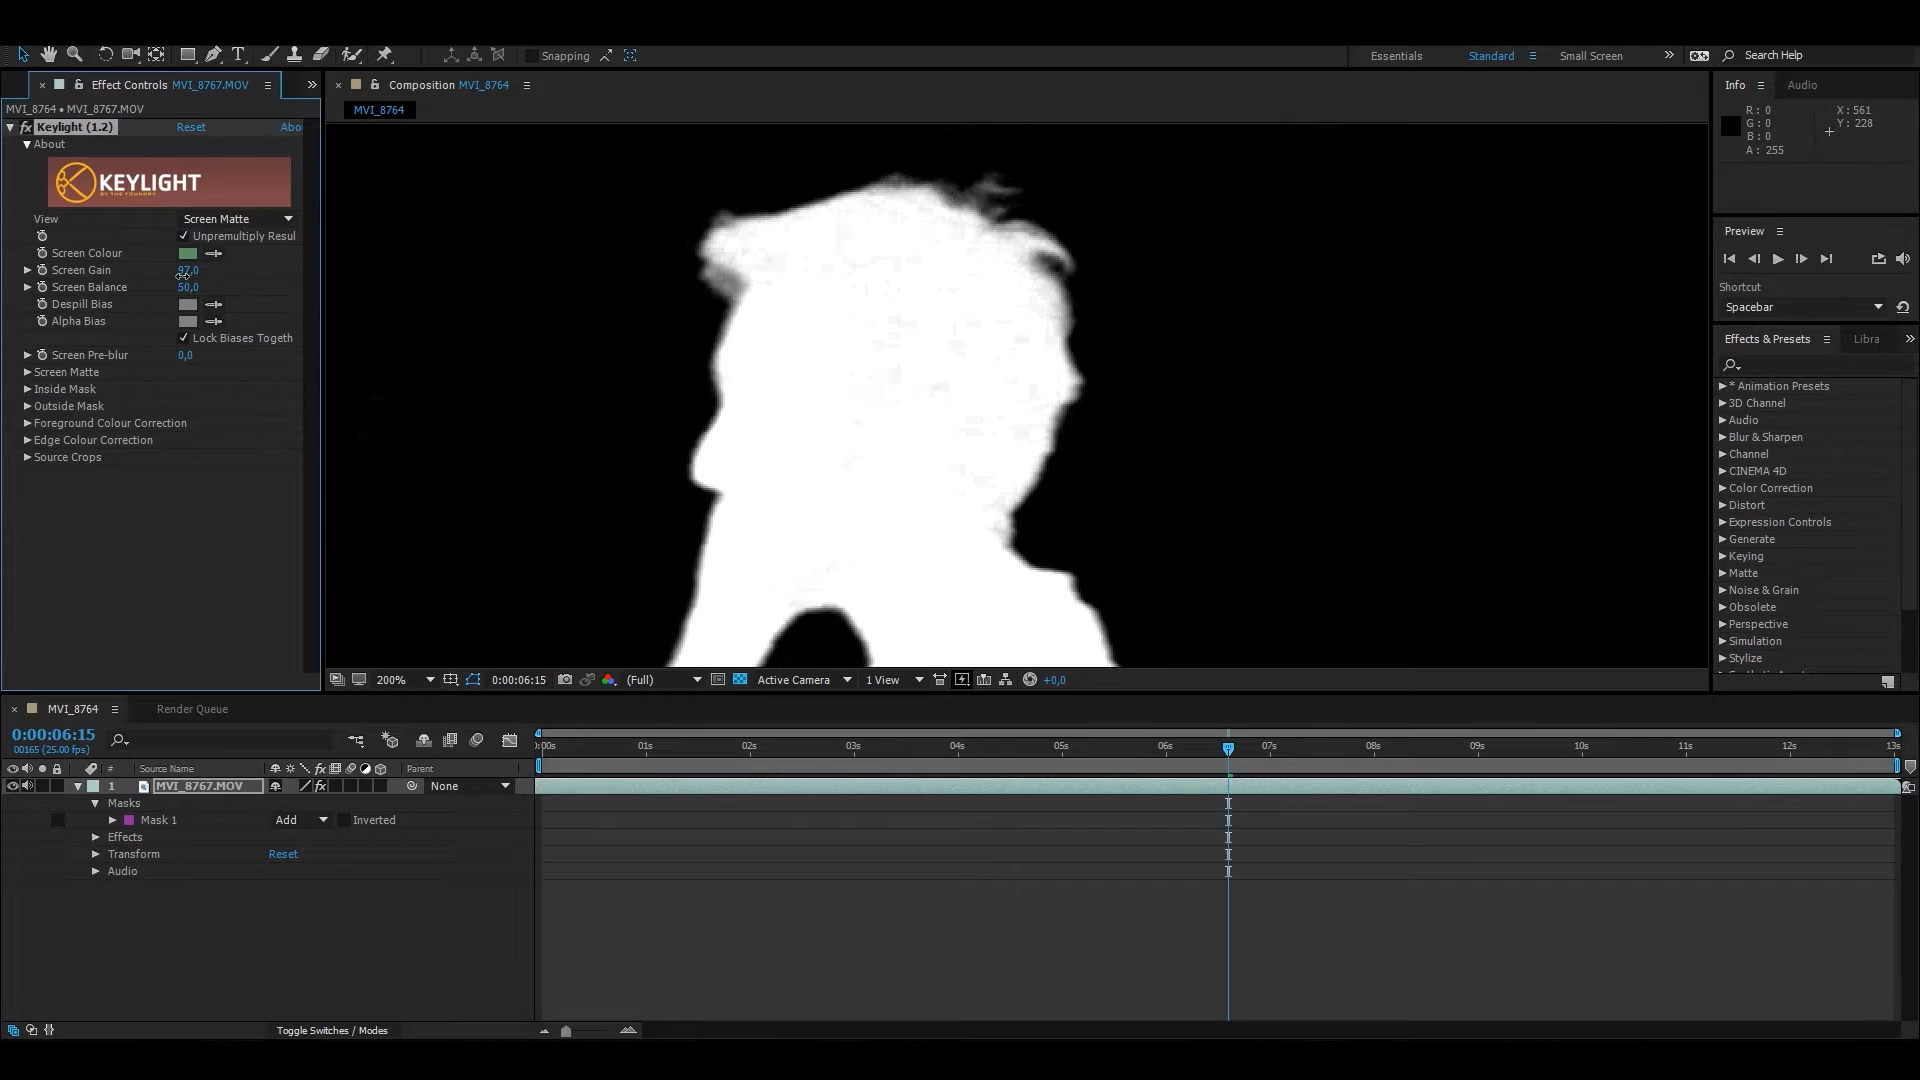 T
Snapping
Essentials
Standard
Small Screen
Search Help
Effect Controls MVI_8767.MOV
Composition MVI_8764
Info
Audio
MVI_8764 • MVI_8767.MOV
MVI_8764
R: 0
G: 0
B: 0
A: 255
X: 561
Y: 228
fx Keylight (1.2)
Reset
Abo
About
KEYLIGHT
BY THE FOUNDRY
View
Screen Matte
Unpremultiply Resul
Screen Colour
Screen Gain
97,0
Screen Balance
50,0
Despill Bias
Alpha Bias
Lock Biases Togeth
Screen Pre-blur
0,0
Screen Matte
Inside Mask
Outside Mask
Foreground Colour Correction
Edge Colour Correction
Source Crops
Preview
Shortcut
Spacebar
Effects & Presets
Libra
* Animation Presets
3D Channel
Audio
Blur & Sharpen
Channel
CINEMA 4D
Color Correction
Distort
Expression Controls
Generate
Keying
Matte
Noise & Grain
Obsolete
Perspective
Simulation
Stylize
200%
0:00:06:15
(Full)
Active Camera
1 View
+0,0
MVI_8764
Render Queue
0:00:06:15
00165 (25.00 fps)
:00s
01s
02s
03s
04s
05s
06s
07s
08s
09s
10s
11s
12s
13s
#
Source Name
fx
Parent
1
MVI_8767.MOV
fx
None
Masks
Mask 1
Add
Inverted
Effects
Transform
Reset
Audio
Toggle Switches / Modes